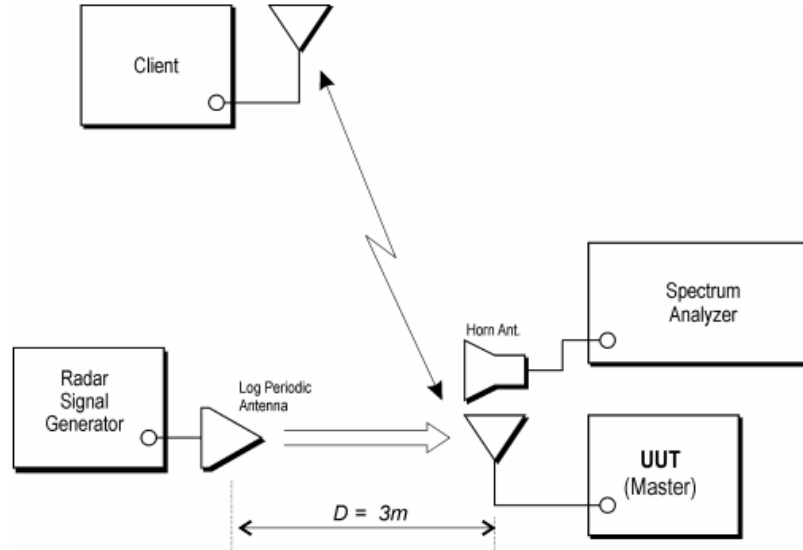 Client
Spectrum
Analyzer
Horn Ant.
Radar
Signal
Generator
Log Periodic
Antenna
UUT
(Master)
D = 3m